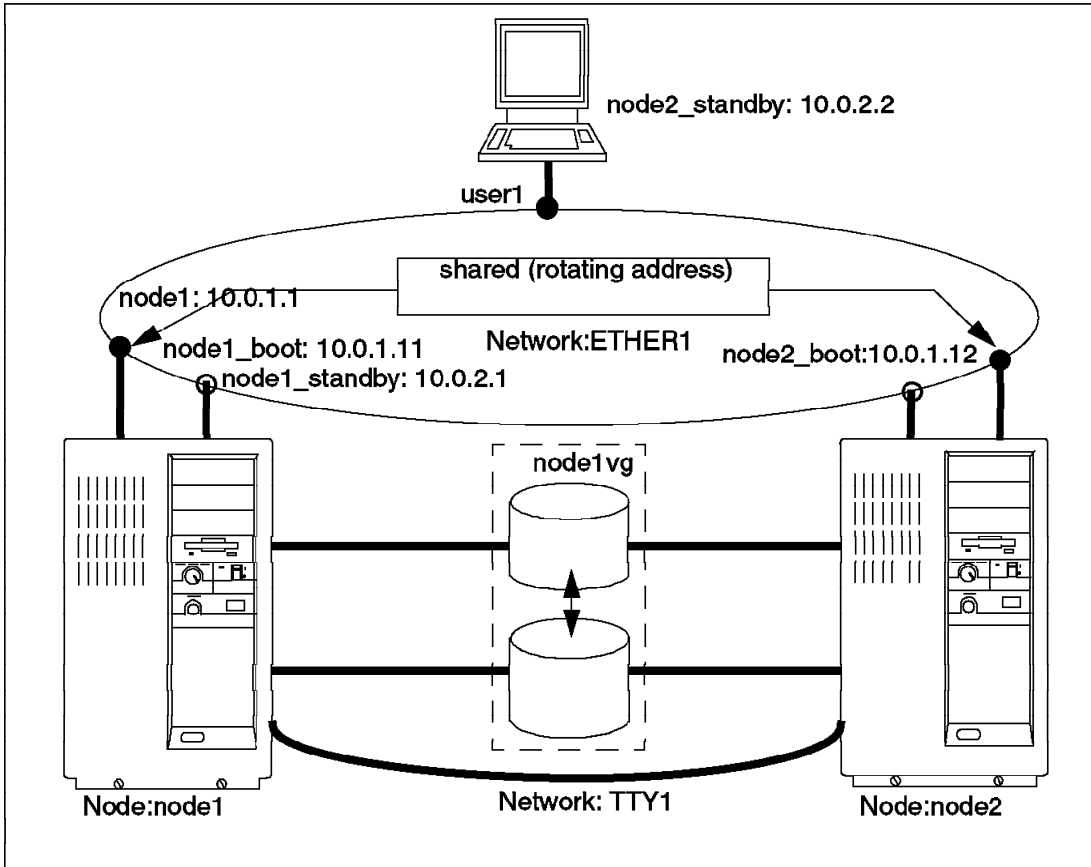 node2_standby: 10.0.2.2
user1
shared (rotating address)
node1: 10.0.1.1
Network:ETHER1
node1_boot: 10.0.1.11
node2_boot:10.0.1.12
node1_standby: 10.0.2.1
node1vg
Network: TTY1
Node:node1
Node:node2